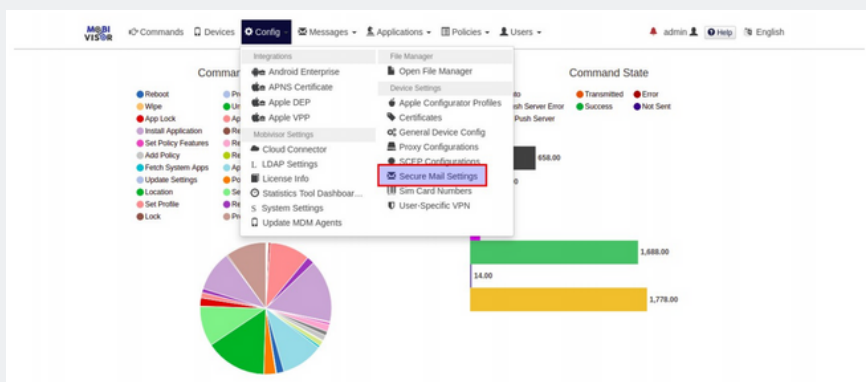 MOBI VISOR
Commands Devices Config Messages Applications Policies Users admin Help English
Integrations
Android Enterprise
APNS Certificate
Apple DEP
Apple VPP
Mobivisor Settings
Cloud Connector
L LDAP Settings
License Info
Statistics Tool Dashboar...
S System Settings
Update MDM Agents
File Manager
Open File Manager
Device Settings
Apple Configurator Profiles
Certificates
General Device Config
Proxy Configurations
SCEP Configurations
Secure Mail Settings
Sim Card Numbers
User-Specific VPN
Reboot
Wipe
App Lock
Install Application
Set Policy Features
Add Policy
Fetch System Apps
Update Settings
Location
Set Profile
Lock
Command State
Transmitted Error
Success Not Sent
Push Server
658.00
1,688.00
14.00
1,778.00